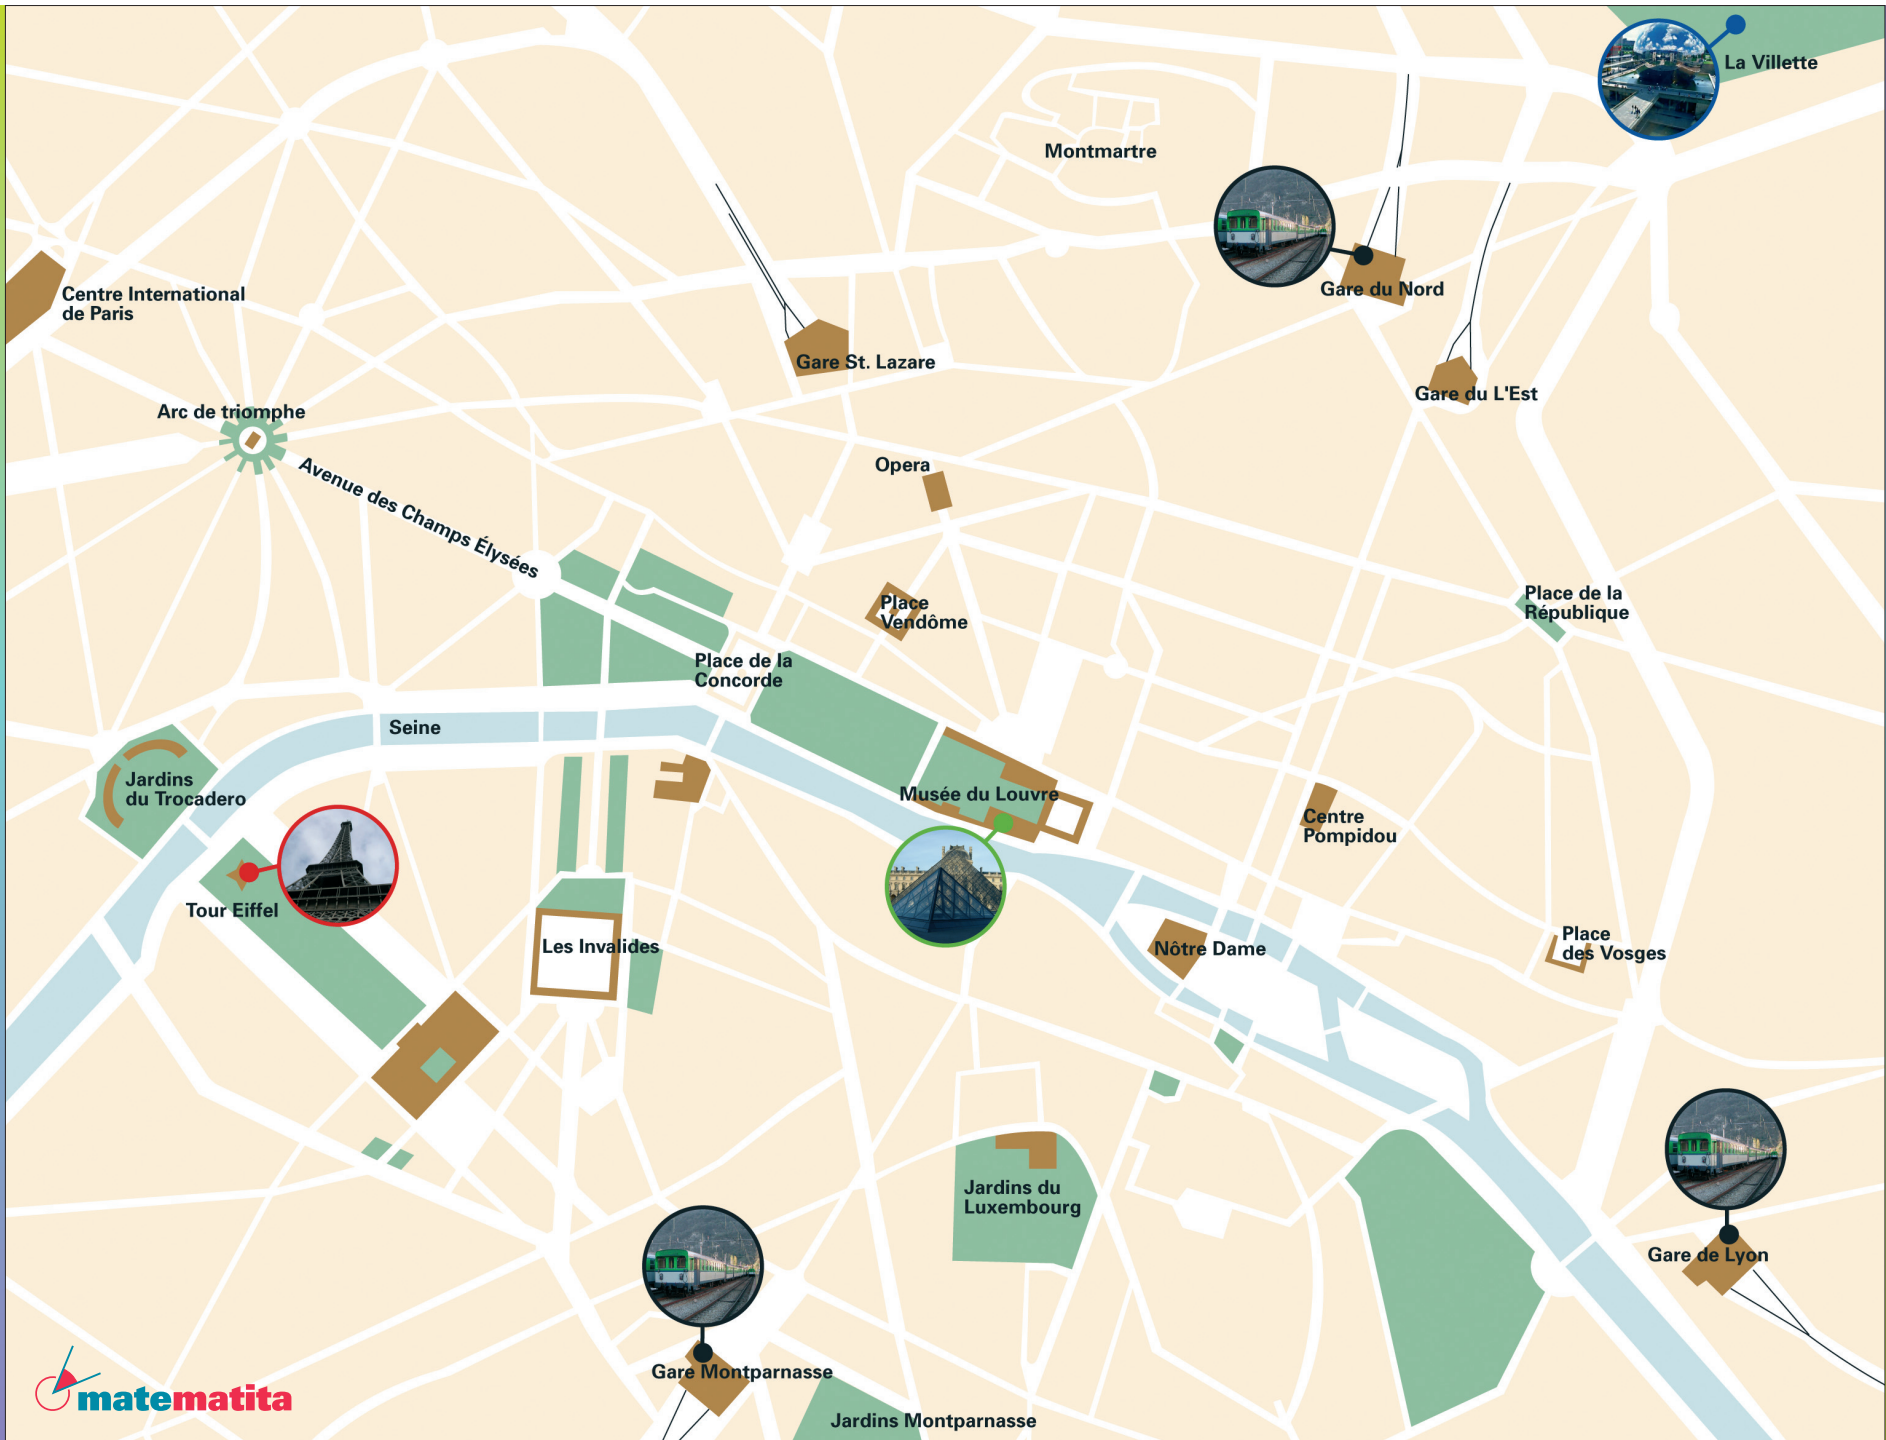 La Villette
Montmartre
Gare du Nord
Centre International
de Paris
Gare St. Lazare
Gare du L'Est
Arc de triomphe
Avenue des Champs Élysées
Opera
Place
Vendôme
Place de la
République
Place de la
Concorde
Seine
Jardins
du Trocadero
Musée du Louvre
Centre
Pompidou
Tour Eiffel
Les Invalides
Nôtre Dame
Place
des Vosges
Jardins du
Luxembourg
Gare de Lyon
Gare Montparnasse
Jardins Montparnasse
matematita